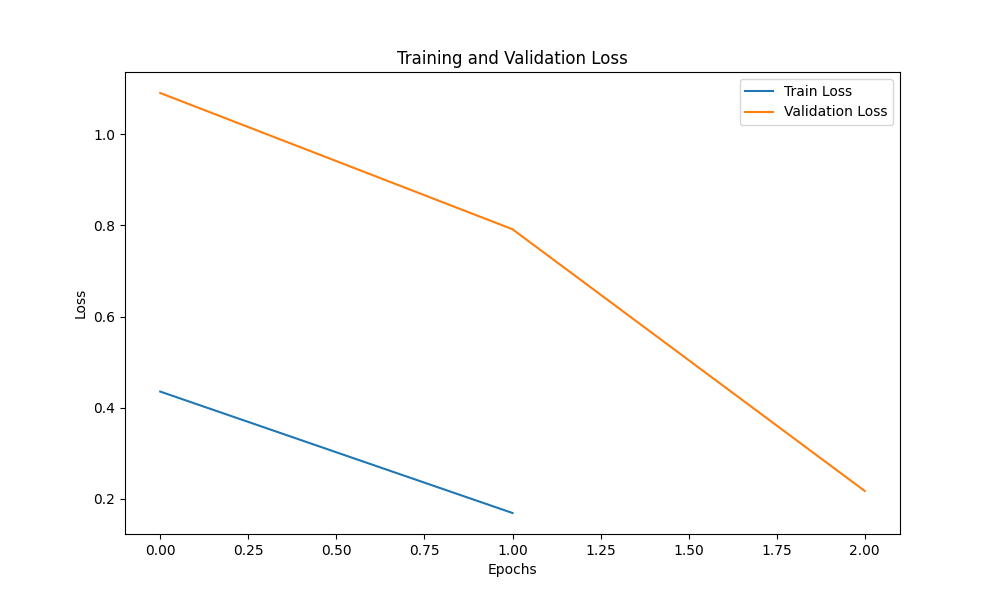 Training and Validation Loss
Train Loss
Validation Loss
1.0
0.8
0.6
0.4
0.2
Loss
0.00 0.25 0.50 0.75 1.00 1.25 1.50 1.75 2.00
Epochs